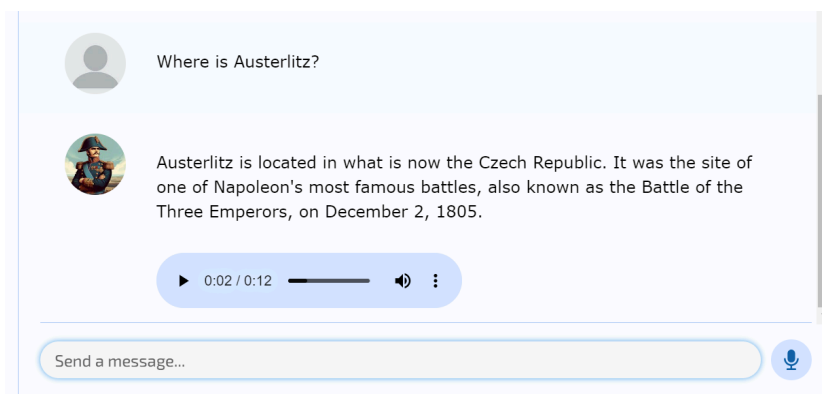 Where is Austerlitz?
Austerlitz is located in what is now the Czech Republic. It was the site of
one of Napoleon's most famous battles, also known as the Battle of the
Three Emperors, on December 2, 1805.
0:02 / 0:12
Send a message...